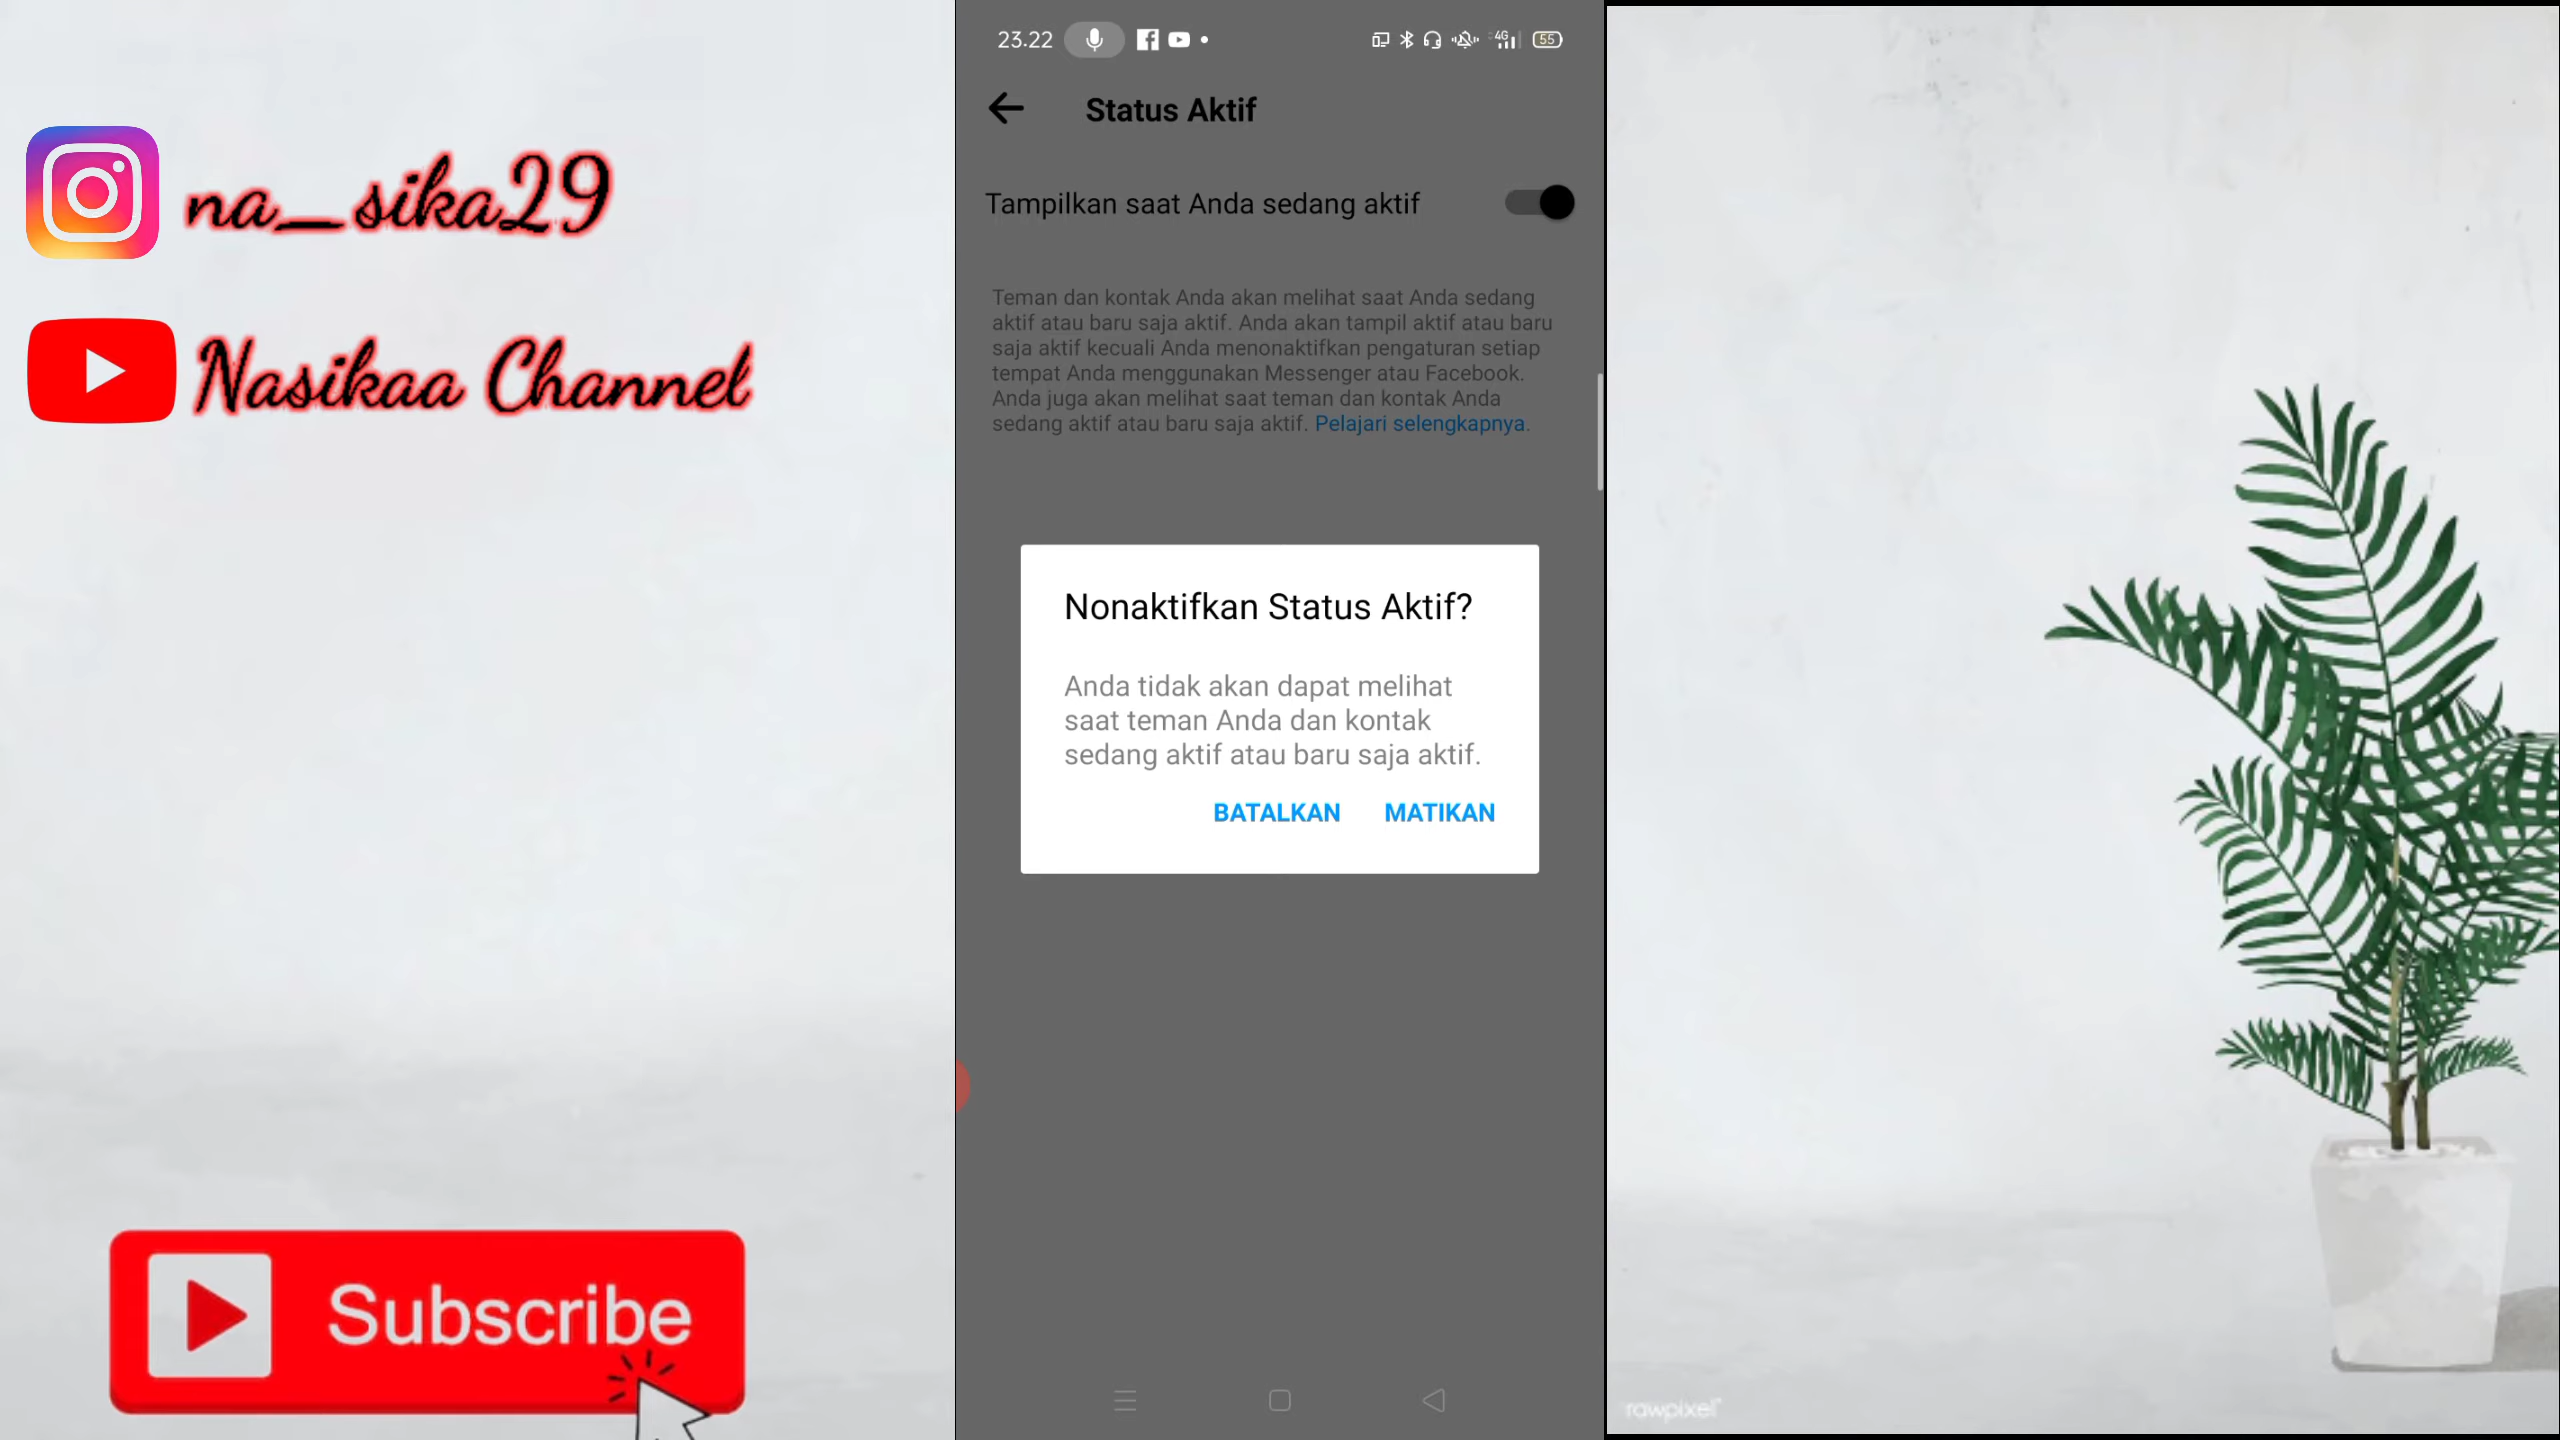 na_sika29
Nasikaa Channel
Subscribe
23.22
4G
55
Status Aktif
Tampilkan saat Anda sedang aktif
Teman dan kontak Anda akan melihat saat Anda sedang
aktif atau baru saja aktif. Anda akan tampil aktif atau baru
saja aktif kecuali Anda menonaktifkan pengaturan setiap
tempat Anda menggunakan Messenger atau Facebook.
Anda juga akan melihat saat teman dan kontak Anda
sedang aktif atau baru saja aktif. Pelajari selengkapnya.
Nonaktifkan Status Aktif?
Anda tidak akan dapat melihat
saat teman Anda dan kontak
sedang aktif atau baru saja aktif.
BATALKAN MATIKAN
rawpixel